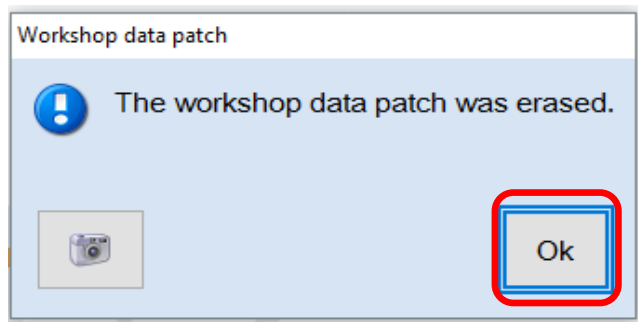 Workshop data patch
The workshop data patch was erased.
Ok